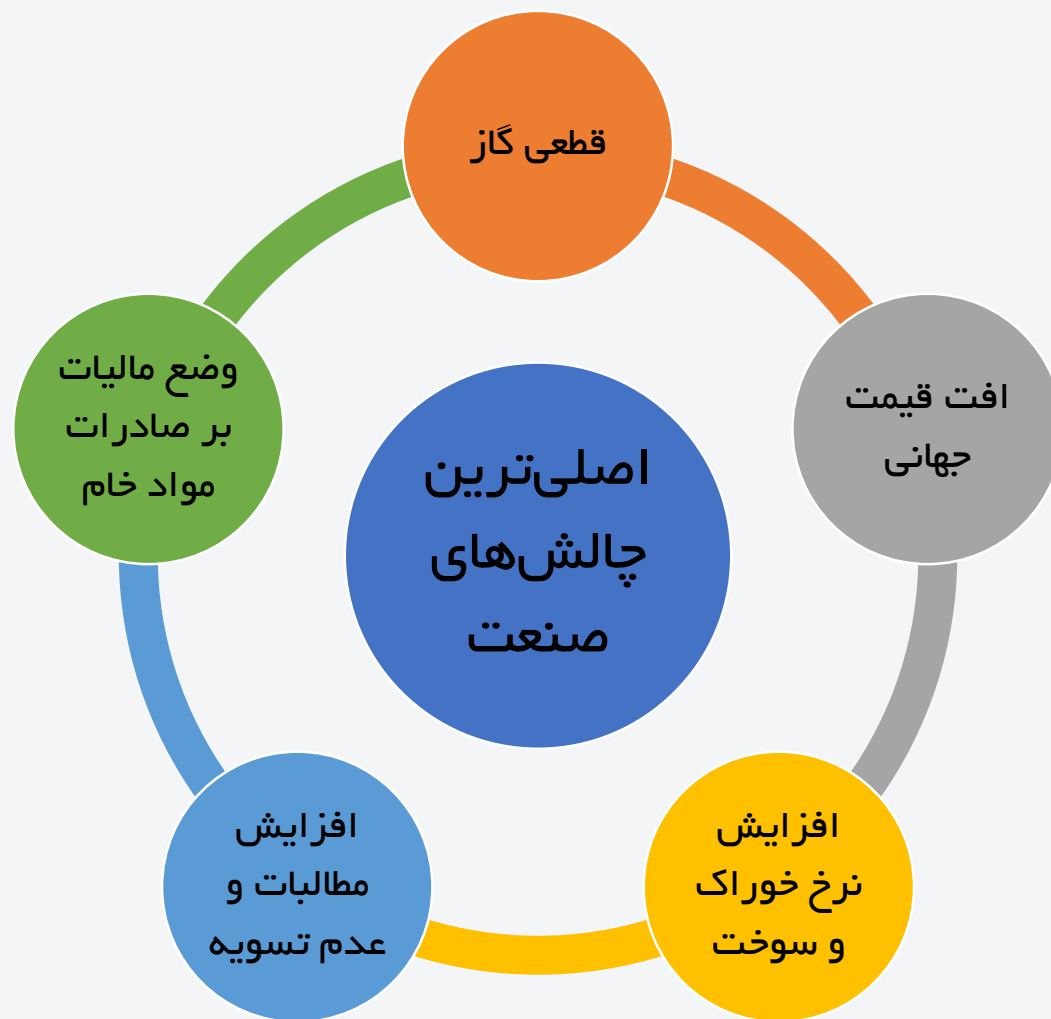 قطعی گاز
افت قیمت
جهانی
افزایش
نرخ خوراک
و سوخت
افزایش
مطالبات و
عدم تسویه
وضع مالیات
بر صادرات
مواد خام
اصلی‌ترین
چالش‌های
صنعت